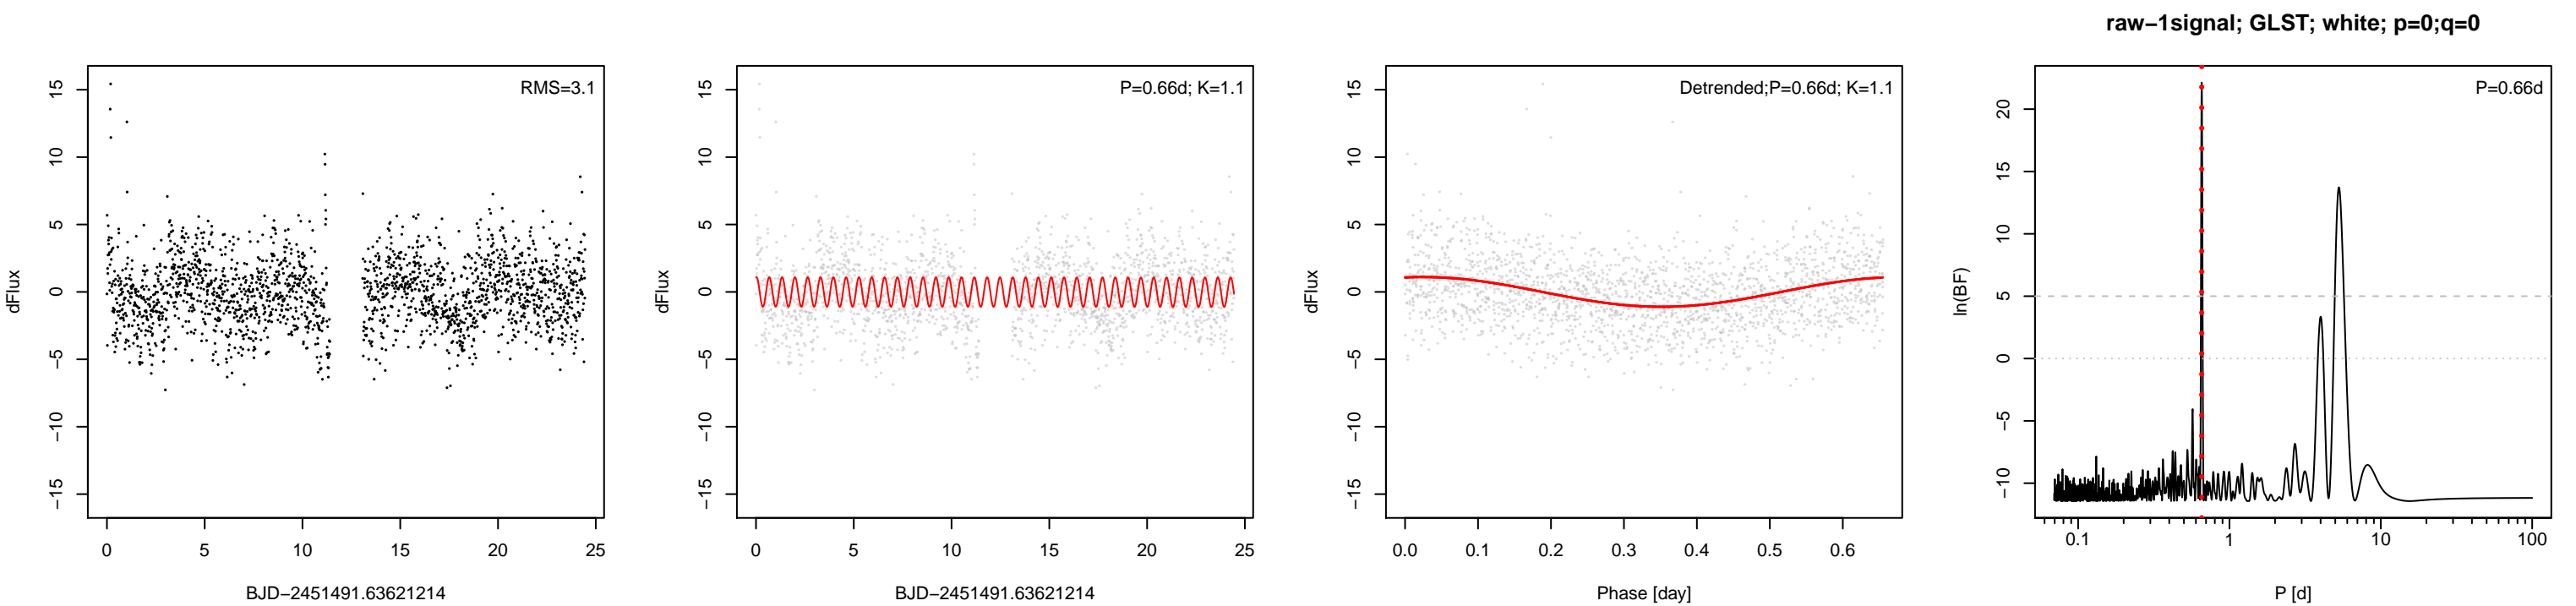 raw−1signal; GLST; white; p=0;q=0
RMS=3.1
15
10
5
0
−5
−10
−15
dFlux
0 5 10 15 20 25
BJD−2451491.63621214
P=0.66d; K=1.1
15
10
5
0
−5
−10
−15
dFlux
0 5 10 15 20 25
BJD−2451491.63621214
Detrended;P=0.66d; K=1.1
15
10
5
0
−5
−10
−15
dFlux
0.0 0.1 0.2 0.3 0.4 0.5 0.6
Phase [day]
P=0.66d
20
15
10
5
0
−5
−10
ln(BF)
0.1 1 10 100
P [d]